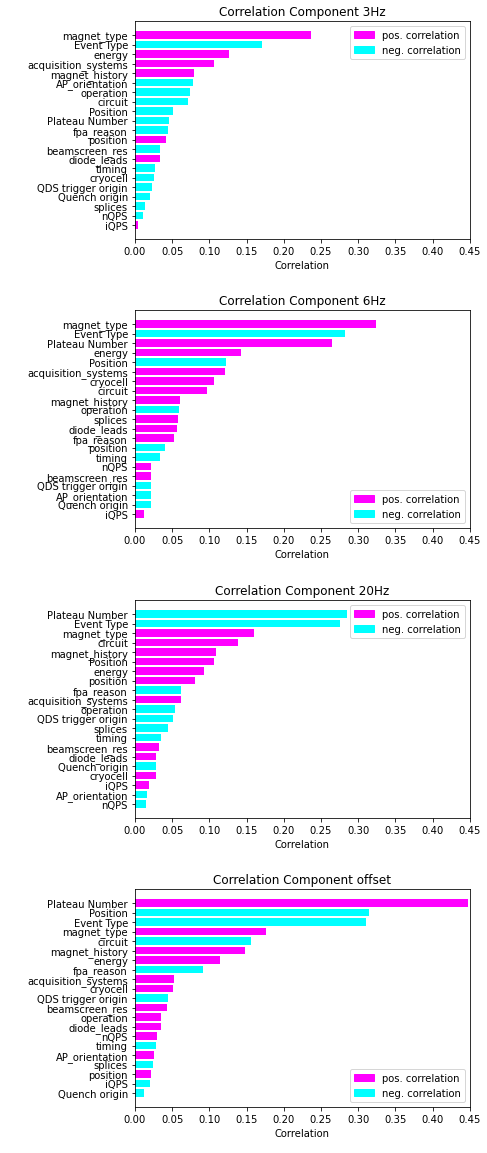 Correlation Component 3Hz
magnet_type
Event Type
energy
acquisition_systems
magnet_history
AP_orientation
operation
circuit
Position
Plateau Number
fpa_reason
position
beamscreen_res
diode_leads
timing
cryocell
QDS trigger origin
Quench origin
splices
nQPS
iQPS
pos. correlation
neg. correlation
0.00 0.05 0.10 0.15 0.20 0.25 0.30 0.35 0.40 0.45
Correlation
Correlation Component 6Hz
magnet_type
Event Type
Plateau Number
energy
Position
acquisition_systems
cryocell
circuit
magnet_history
operation
splices
diode_leads
fpa_reason
position
timing
nQPS
beamscreen_res
QDS trigger origin
AP_orientation
Quench origin
iQPS
pos. correlation
neg. correlation
0.00 0.05 0.10 0.15 0.20 0.25 0.30 0.35 0.40 0.45
Correlation
Correlation Component 20Hz
Plateau Number
Event Type
magnet_type
circuit
magnet_history
Position
energy
position
fpa_reason
acquisition_systems
operation
QDS trigger origin
splices
timing
beamscreen_res
diode_leads
Quench origin
cryocell
iQPS
AP_orientation
nQPS
pos. correlation
neg. correlation
0.00 0.05 0.10 0.15 0.20 0.25 0.30 0.35 0.40 0.45
Correlation
Correlation Component offset
Plateau Number
Position
Event Type
magnet_type
circuit
magnet_history
energy
fpa_reason
acquisition_systems
cryocell
QDS trigger origin
beamscreen_res
operation
diode_leads
nQPS
timing
AP_orientation
splices
position
iQPS
Quench origin
pos. correlation
neg. correlation
0.00 0.05 0.10 0.15 0.20 0.25 0.30 0.35 0.40 0.45
Correlation